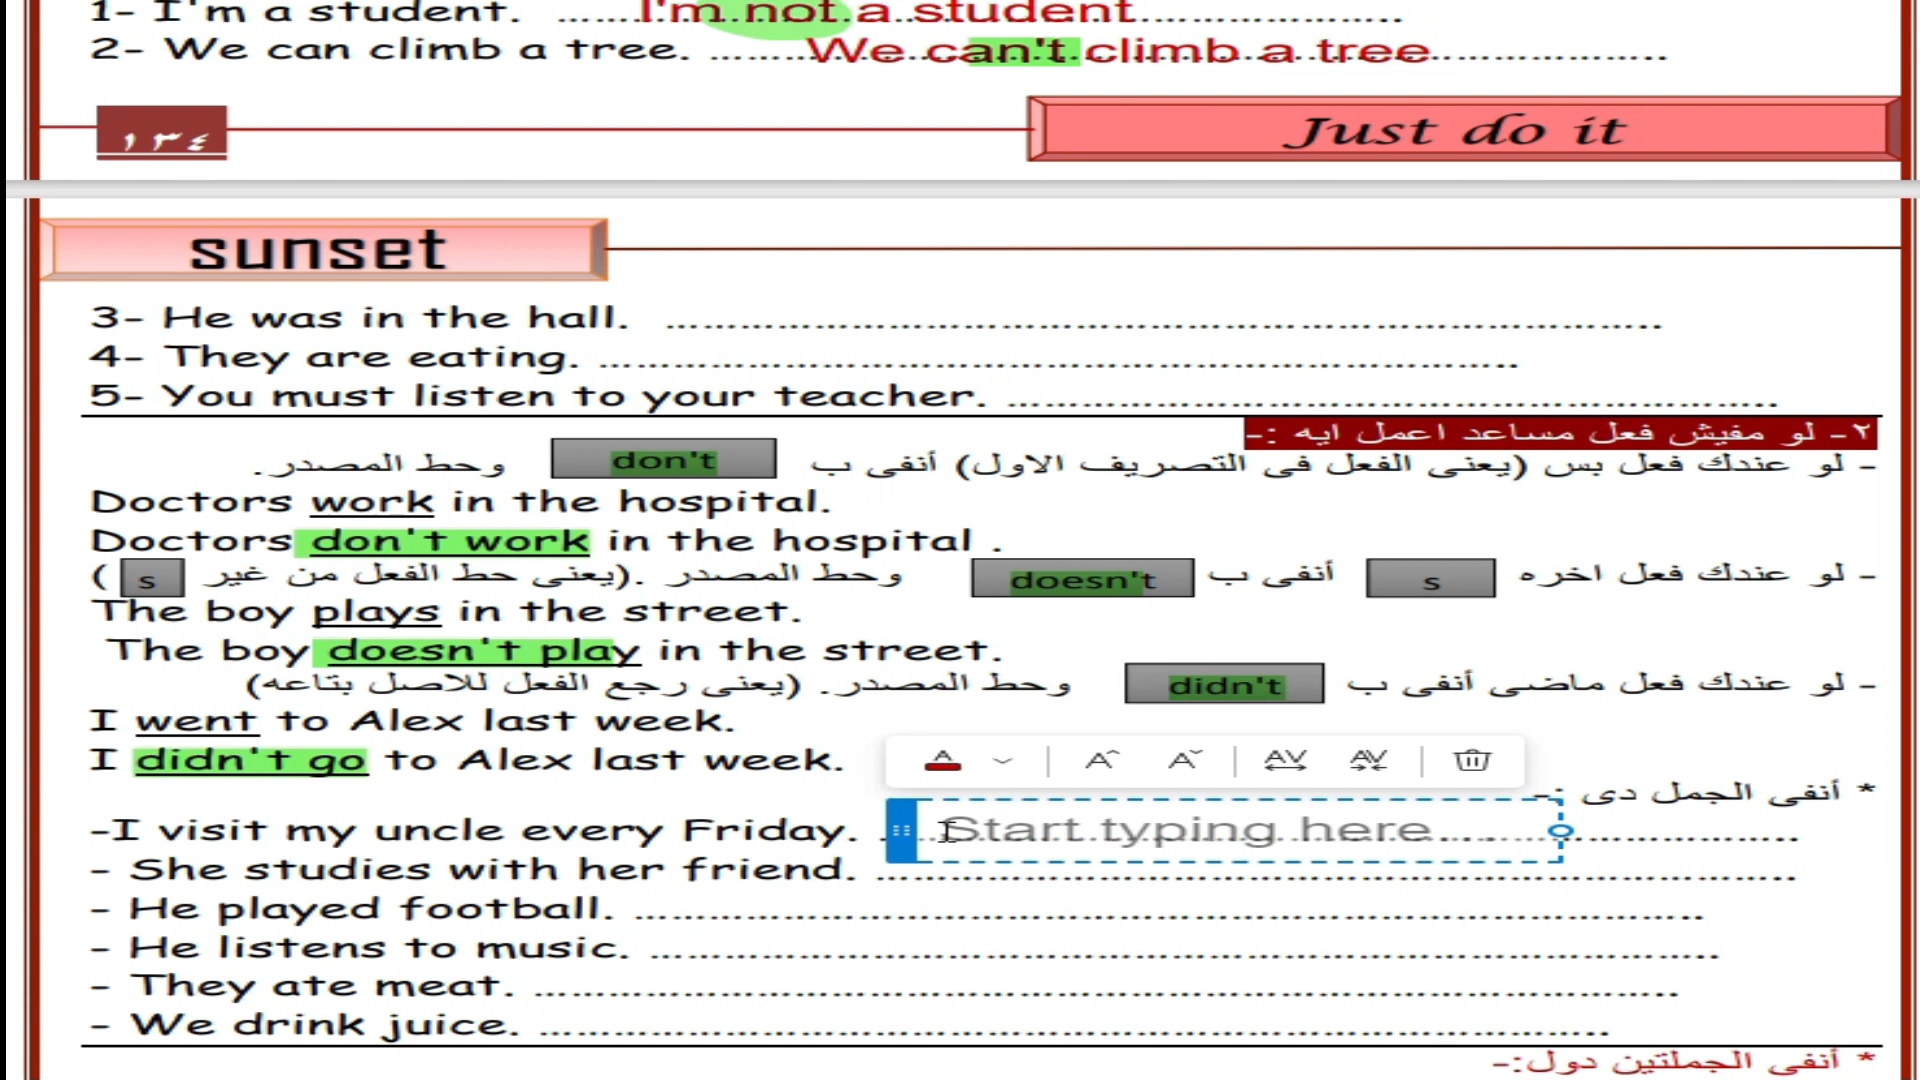 1- I'm a student. ........I'm not a student...................
2- We can climb a tree. ........We can't climb a tree...................
١٣٤
Just do it
sunset
3- He was in the hall. ......................................................
4- They are eating. ......................................................
5- You must listen to your teacher. ......................................................
٢- لو مفيش فعل مساعد اعمل ايه :-
- لو عندك فعل بس (يعنى الفعل فى التصريف الاول) أنفى ب don't وحط المصدر.
Doctors work in the hospital.
Doctors don't work in the hospital .
- لو عندك فعل اخره s أنفى ب doesn't وحط المصدر .(يعنى حط الفعل من غير s )
The boy plays in the street.
The boy doesn't play in the street.
- لو عندك فعل ماضى أنفى ب didn't وحط المصدر. (يعنى رجع الفعل للاصل بتاعه)
I went to Alex last week.
I didn't go to Alex last week.
* أنفى الجمل دى :-
-I visit my uncle every Friday. Start typing here......................
- She studies with her friend. ......................................................
- He played football. ......................................................
- He listens to music. ......................................................
- They ate meat. ......................................................
- We drink juice. ......................................................
* أنفى الجملتين دول:-